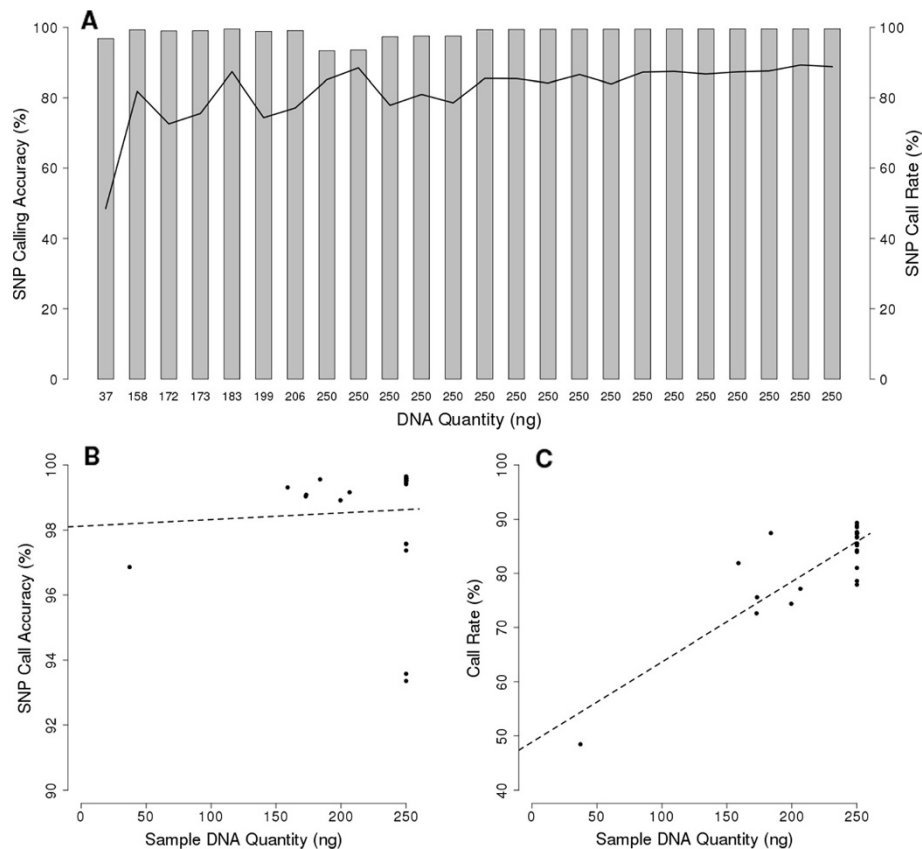 A
100
80
60
40
20
0
SNP Calling Accuracy (%)
100
80
60
40
20
0
SNP Call Rate (%)
37 158 172 173 183 199 206 250 250 250 250 250 250 250 250 250 250 250 250 250 250 250 250 250
DNA Quantity (ng)
B
100
98
96
94
92
90
SNP Call Accuracy (%)
0 50 100 150 200 250
Sample DNA Quantity (ng)
C
100
90
80
70
60
50
40
Call Rate (%)
0 50 100 150 200 250
Sample DNA Quantity (ng)